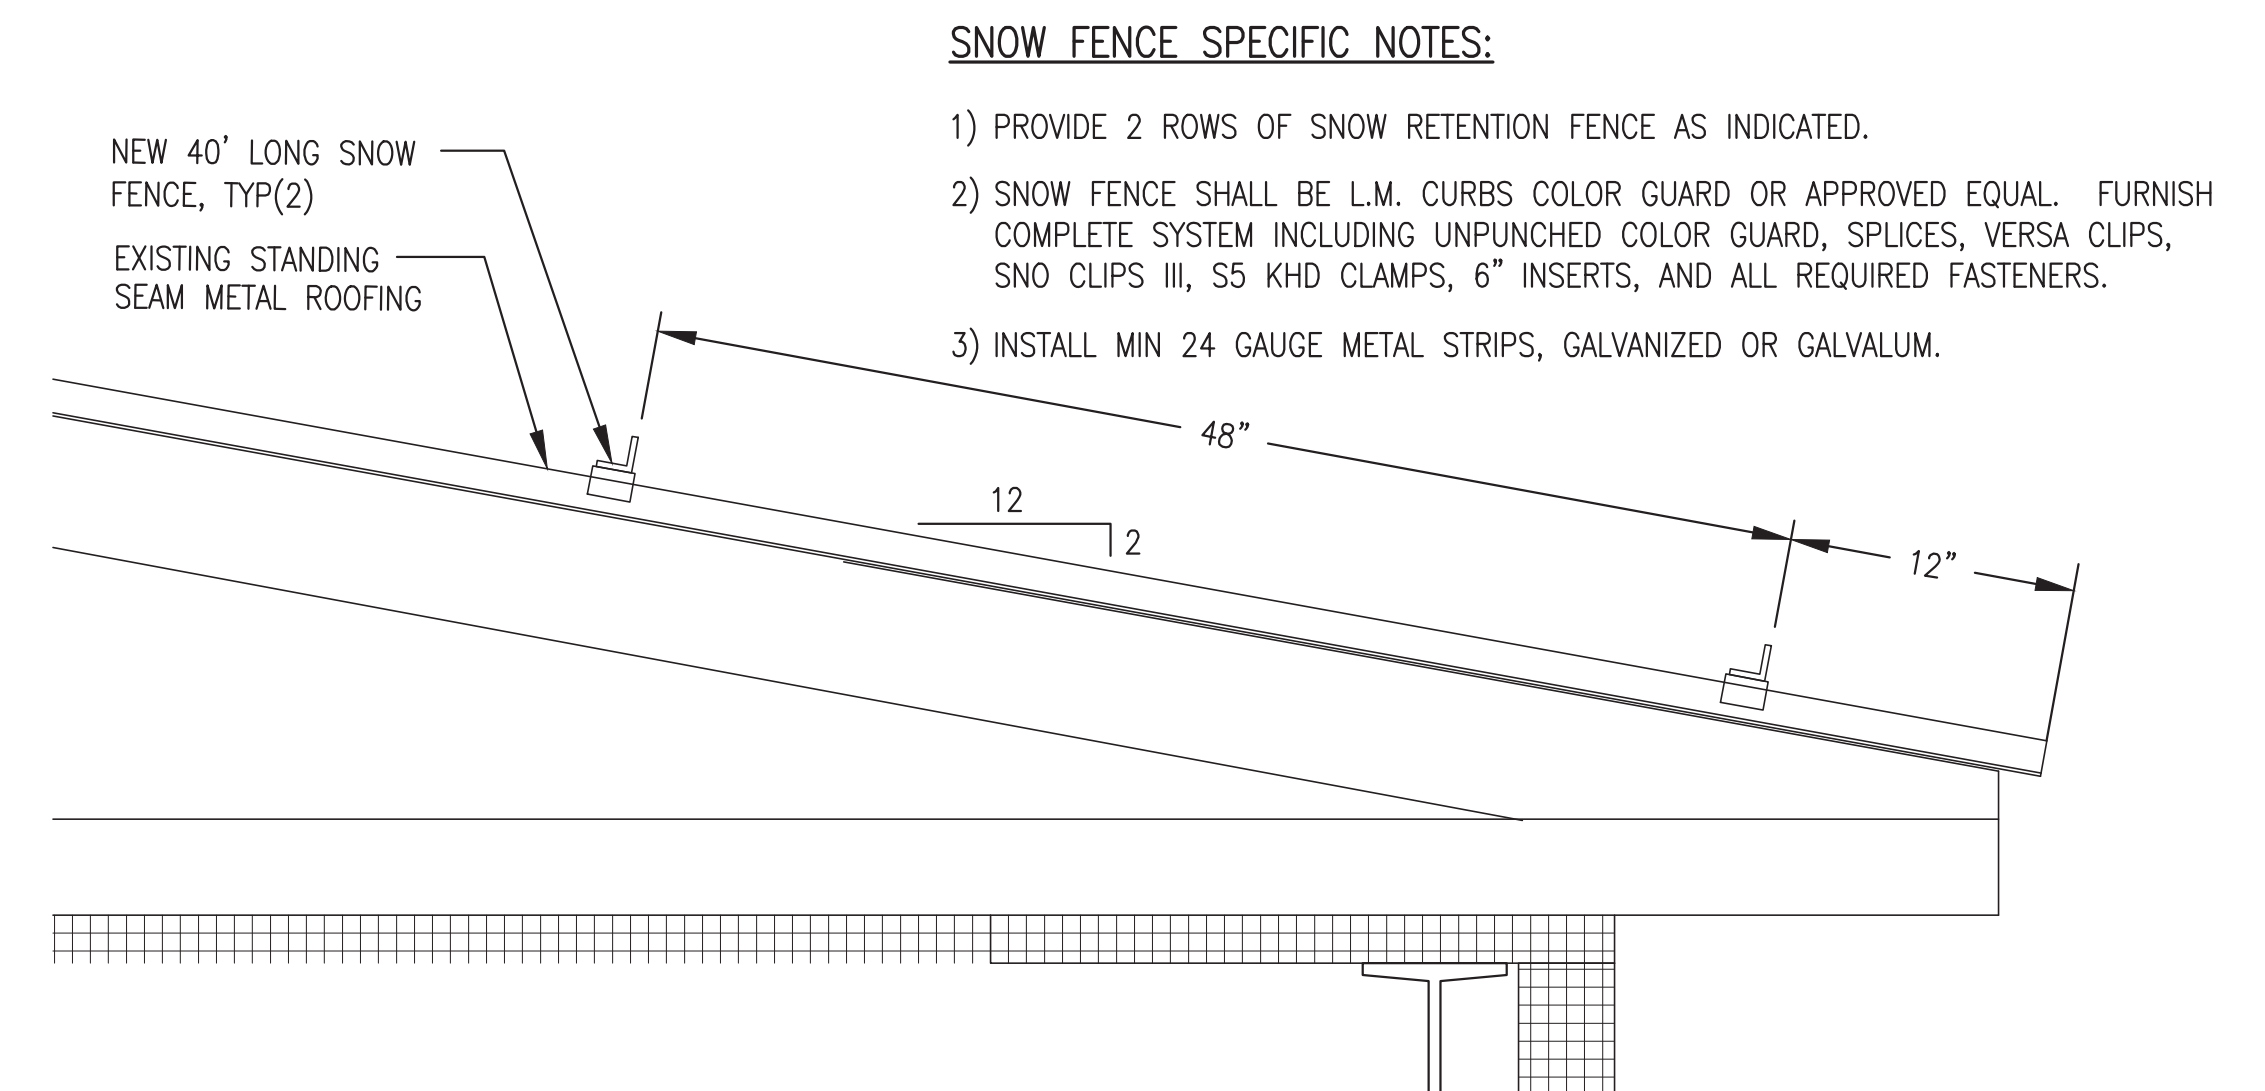 SNOW FENCE SPECIFIC NOTES:
1) PROVIDE 2 ROWS OF SNOW RETENTION FENCE AS INDICATED.
2) SNOW FENCE SHALL BE L.M. CURBS COLOR GUARD OR APPROVED EQUAL. FURNISH
COMPLETE SYSTEM INCLUDING UNPUNCHED COLOR GUARD, SPLICES, VERSA CLIPS,
SNO CLIPS III, S5 KHD CLAMPS, 6" INSERTS, AND ALL REQUIRED FASTENERS.
3) INSTALL MIN 24 GAUGE METAL STRIPS, GALVANIZED OR GALVALUM.
NEW 40' LONG SNOW
FENCE, TYP(2)
EXISTING STANDING
SEAM METAL ROOFING
48"
12
2
12"